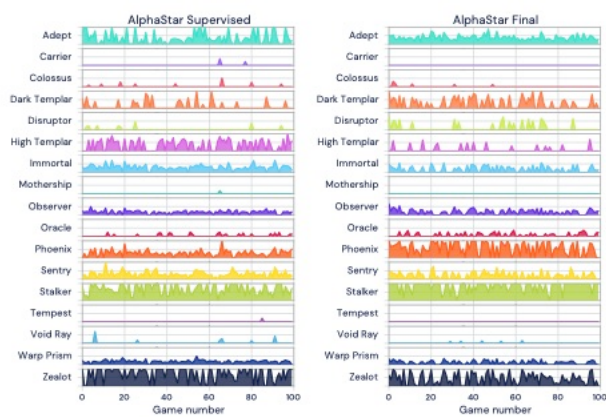 AlphaStar Supervised
AlphaStar Final
Adept
Carrier
Colossus
Dark Templar
Disruptor
High Templar
Immortal
Mothership
Observer
Oracle
Phoenix
Sentry
Stalker
Tempest
Void Ray
Warp Prism
Zealot
0 20 40 60 80 100
Game number
Adept
Carrier
Colossus
Dark Templar
Disruptor
High Templar
Immortal
Mothership
Observer
Oracle
Phoenix
Sentry
Stalker
Tempest
Void Ray
Warp Prism
Zealot
0 20 40 60 80 100
Game number